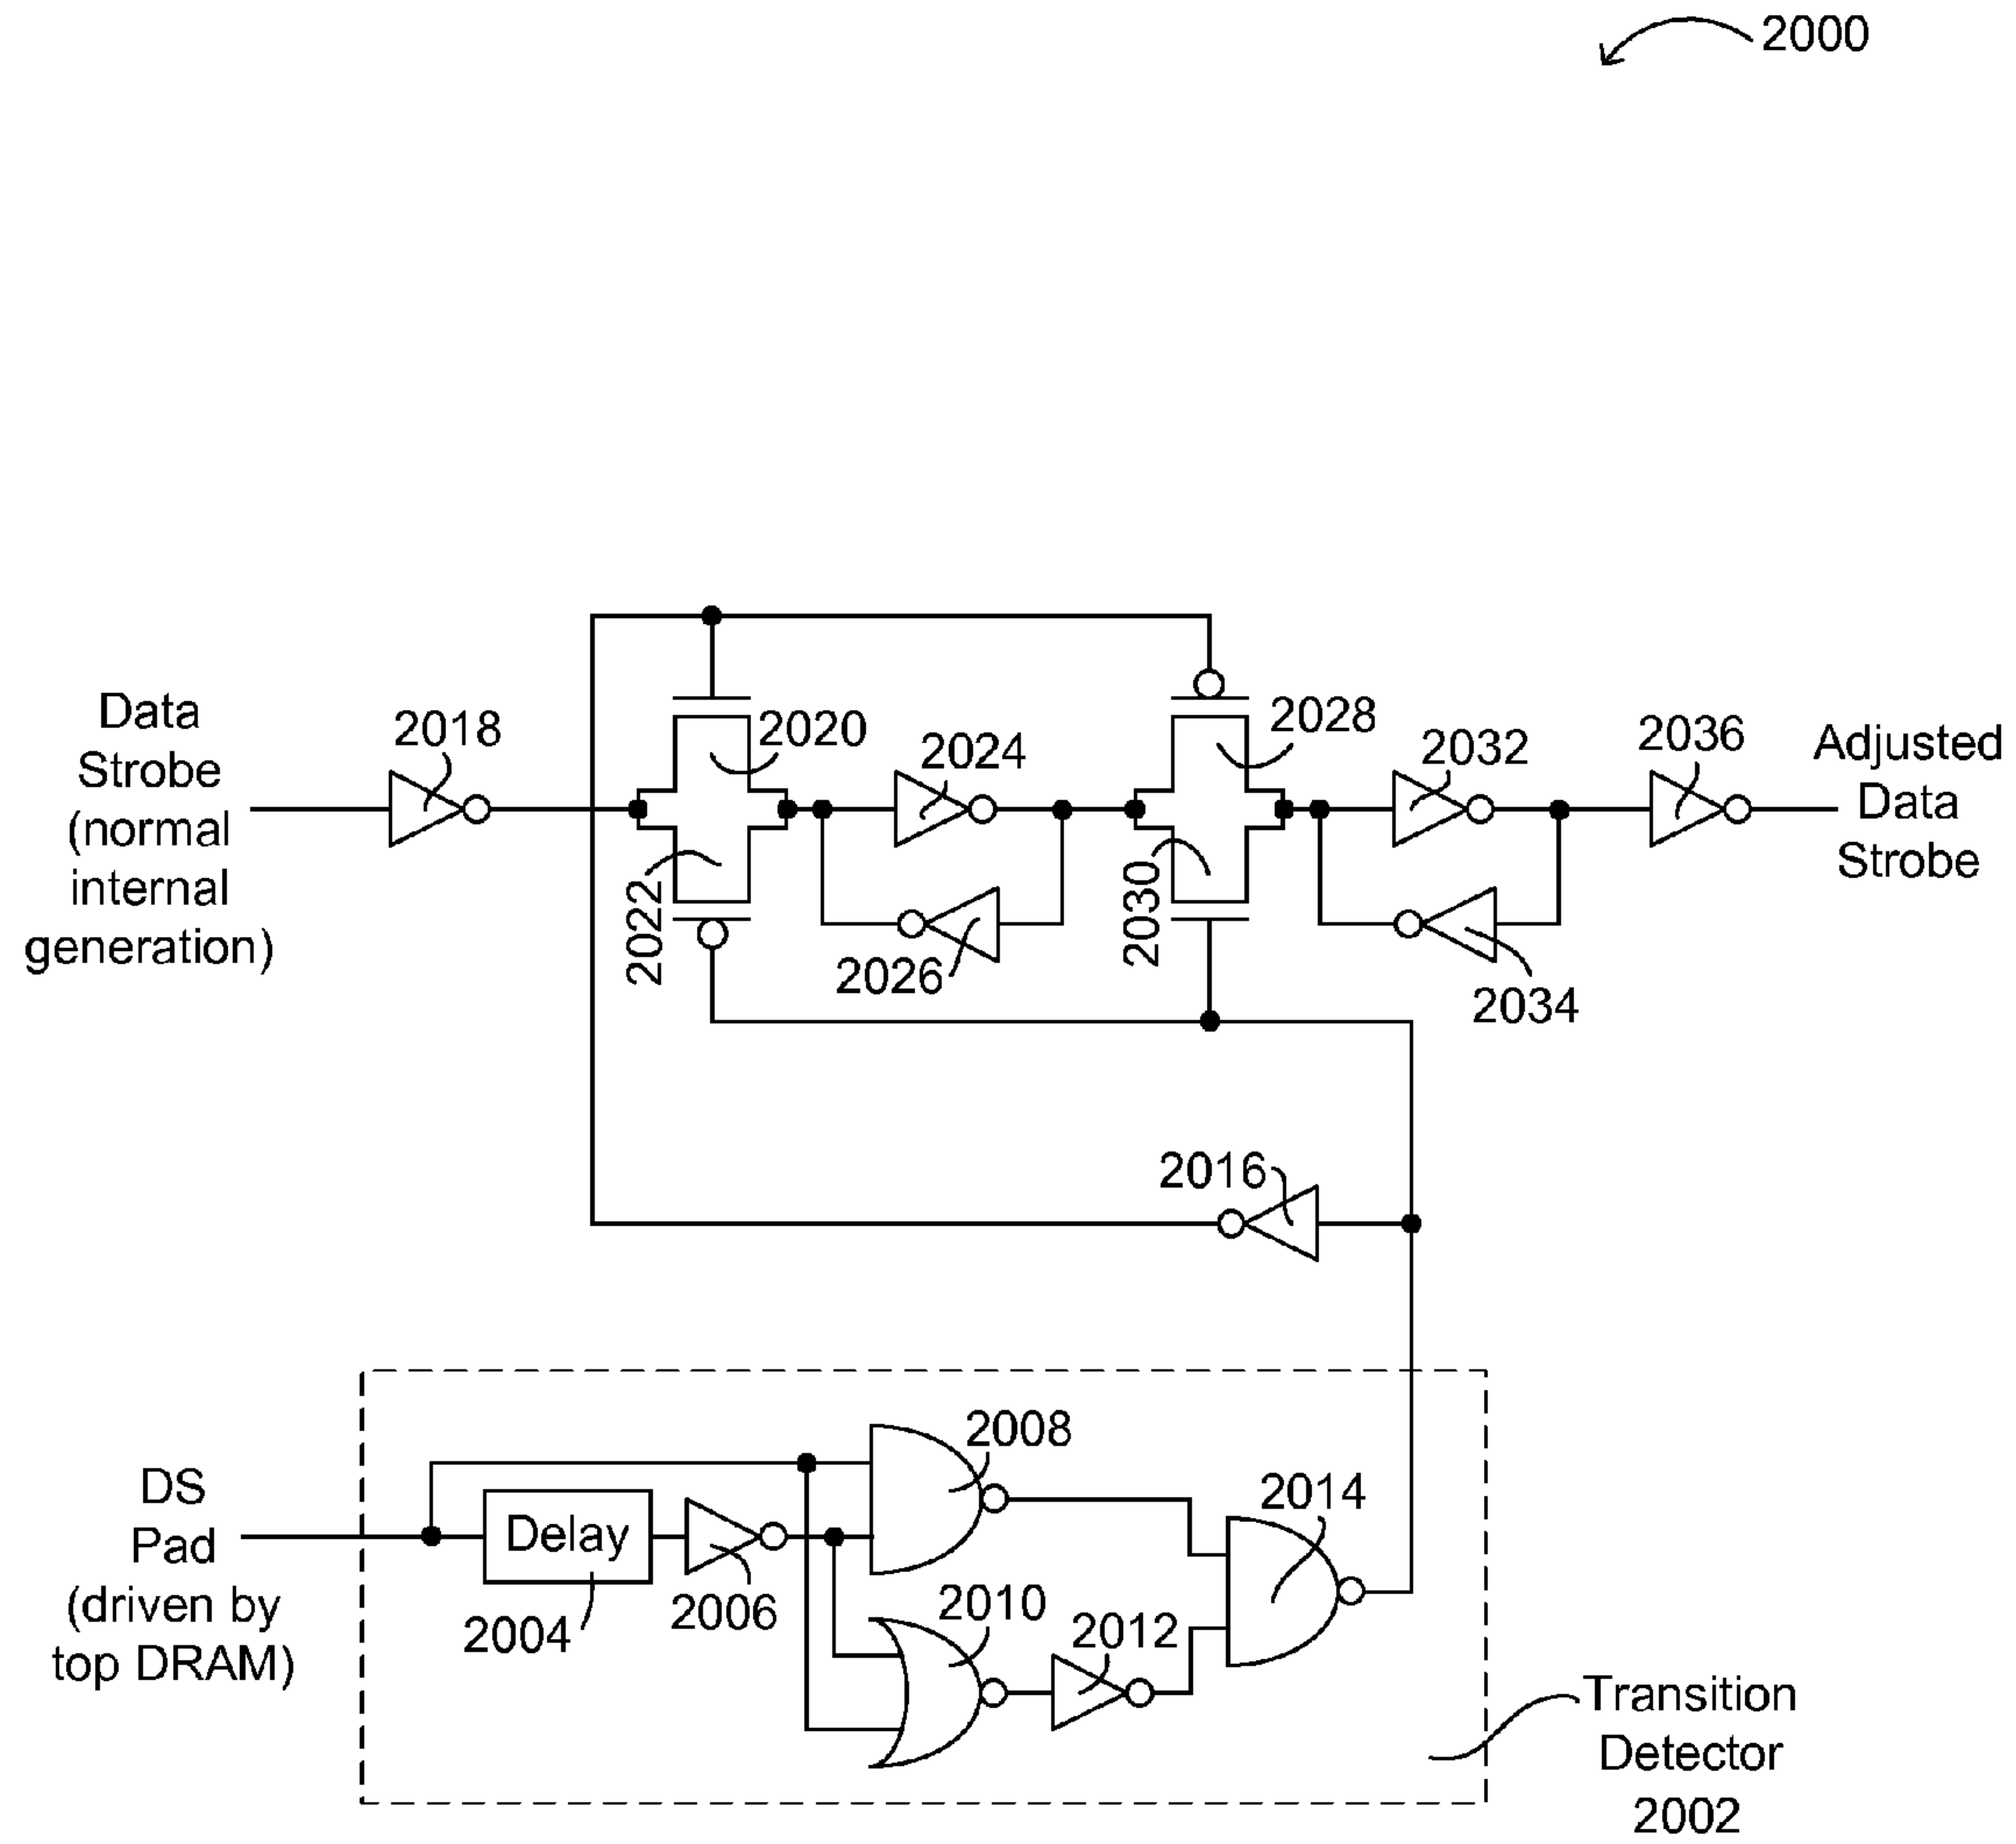 2000
Data
Strobe
(normal
internal
generation)
2018
2020
2022
2024
2026
2028
2030
2032
2034
2036
Adjusted
Data
Strobe
2016
DS
Pad
(driven by
top DRAM)
Delay
2004
2006
2008
2010
2012
2014
Transition
Detector
2002